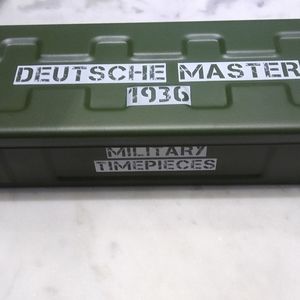 DEUTSCHE MASTER
1936
MILITARY
TIMEPIECES